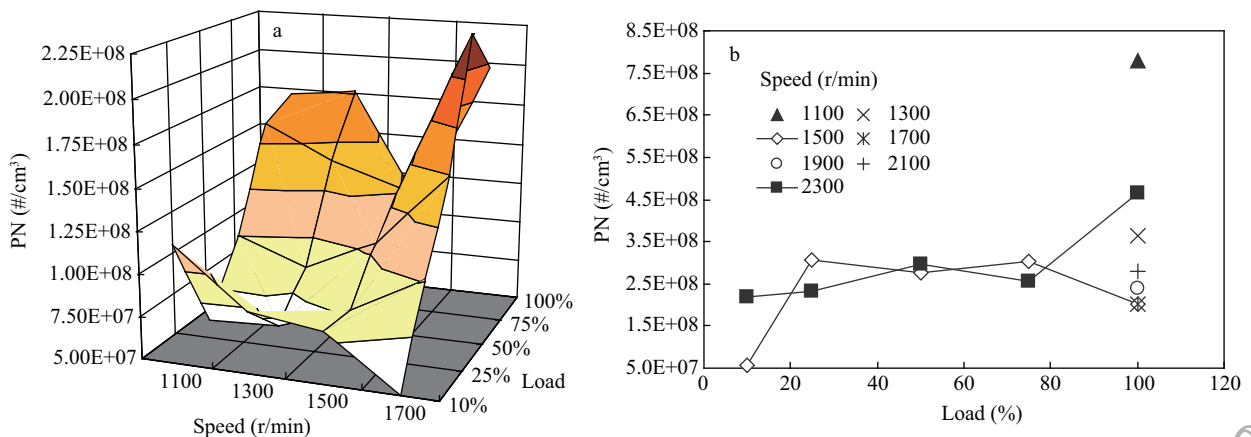 a
2.25E+08
2.00E+08
1.75E+08
1.50E+08
1.25E+08
1.00E+08
7.50E+07
5.00E+07
PN (#/cm³)
1100
1300
1500
1700
Speed (r/min)
100%
75%
50%
25%
10%
Load
b
8.5E+08
7.5E+08
6.5E+08
5.5E+08
4.5E+08
3.5E+08
2.5E+08
1.5E+08
5.0E+07
PN (#/cm³)
Speed (r/min)
1100 1300
1500 1700
1900 2100
2300
0 20 40 60 80 100 120
Load (%)